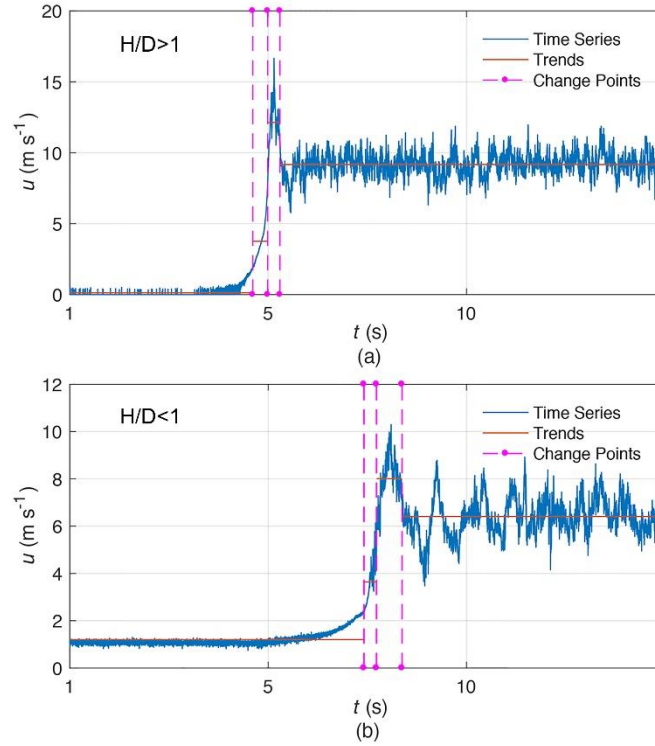 20
H/D>1
Time Series
Trends
Change Points
15
10
5
0
u (m s⁻¹)
1
5
10
t (s)
(a)
12
H/D<1
Time Series
Trends
Change Points
10
8
6
4
2
0
u (m s⁻¹)
1
5
10
t (s)
(b)